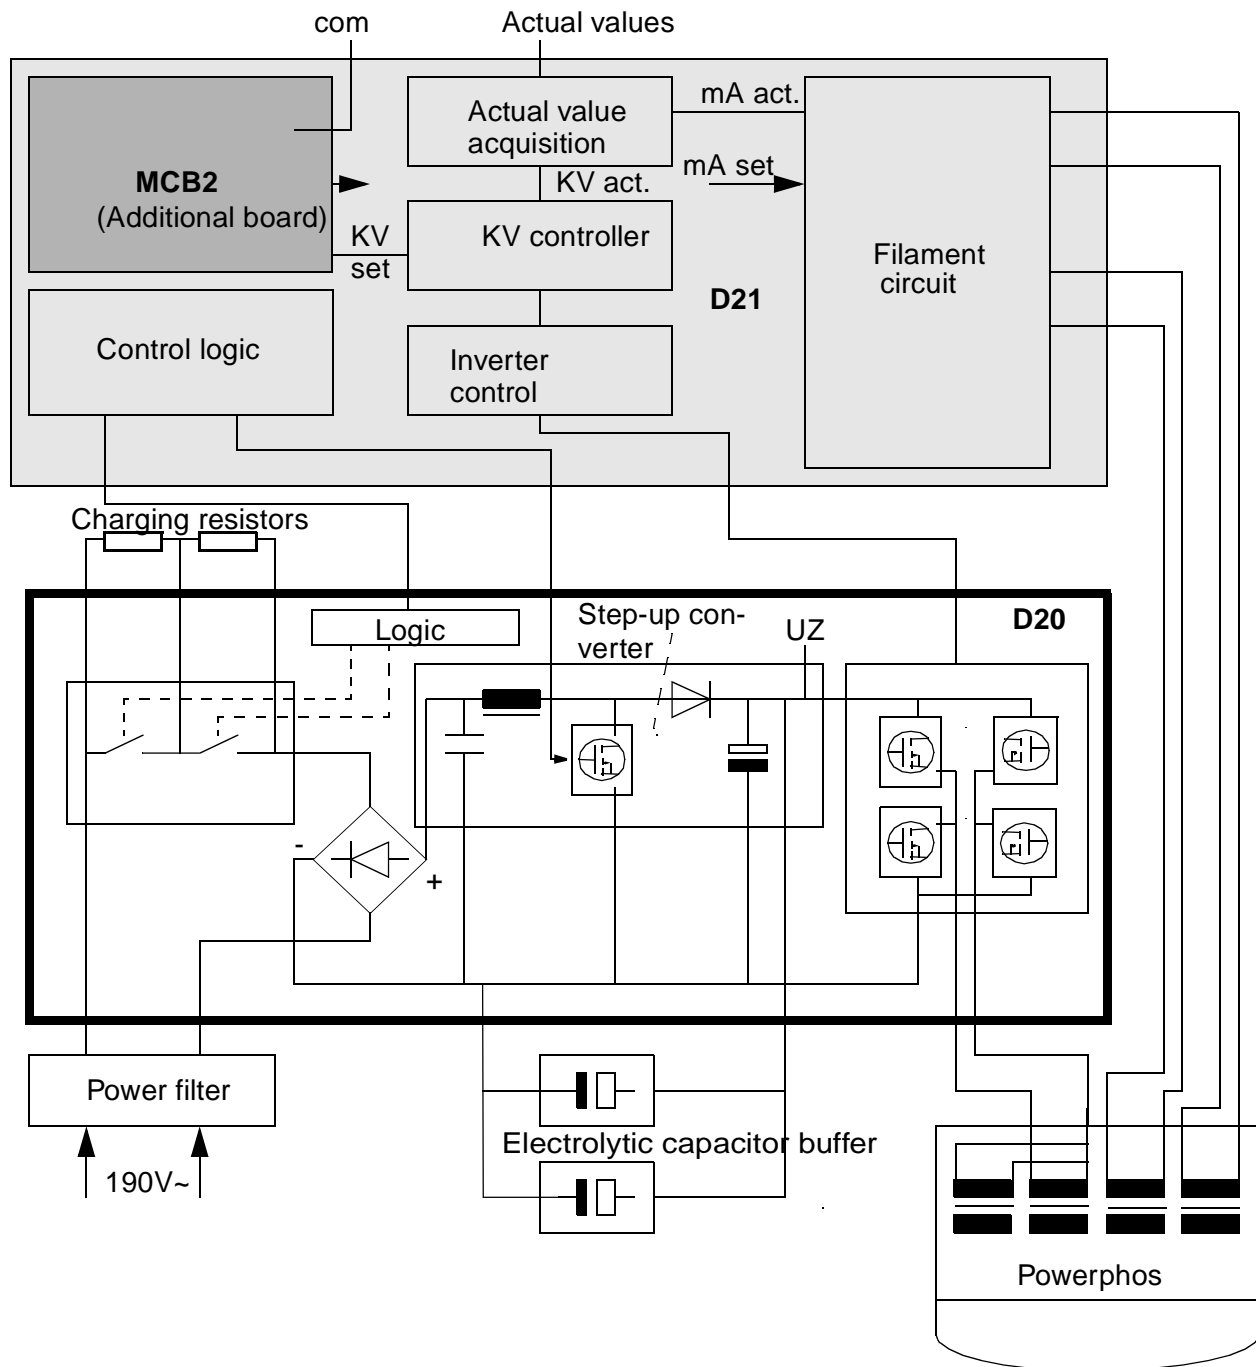 com
Actual values
Actual value
acquisition
mA act.
MCB2
(Additional board)
mA set
KV act.
KV
set
KV controller
Filament
circuit
D21
Control logic
Inverter
control
Charging resistors
Logic
Step-up con-
verter
UZ
D20
-
+
Power filter
190V~
Electrolytic capacitor buffer
Powerphos